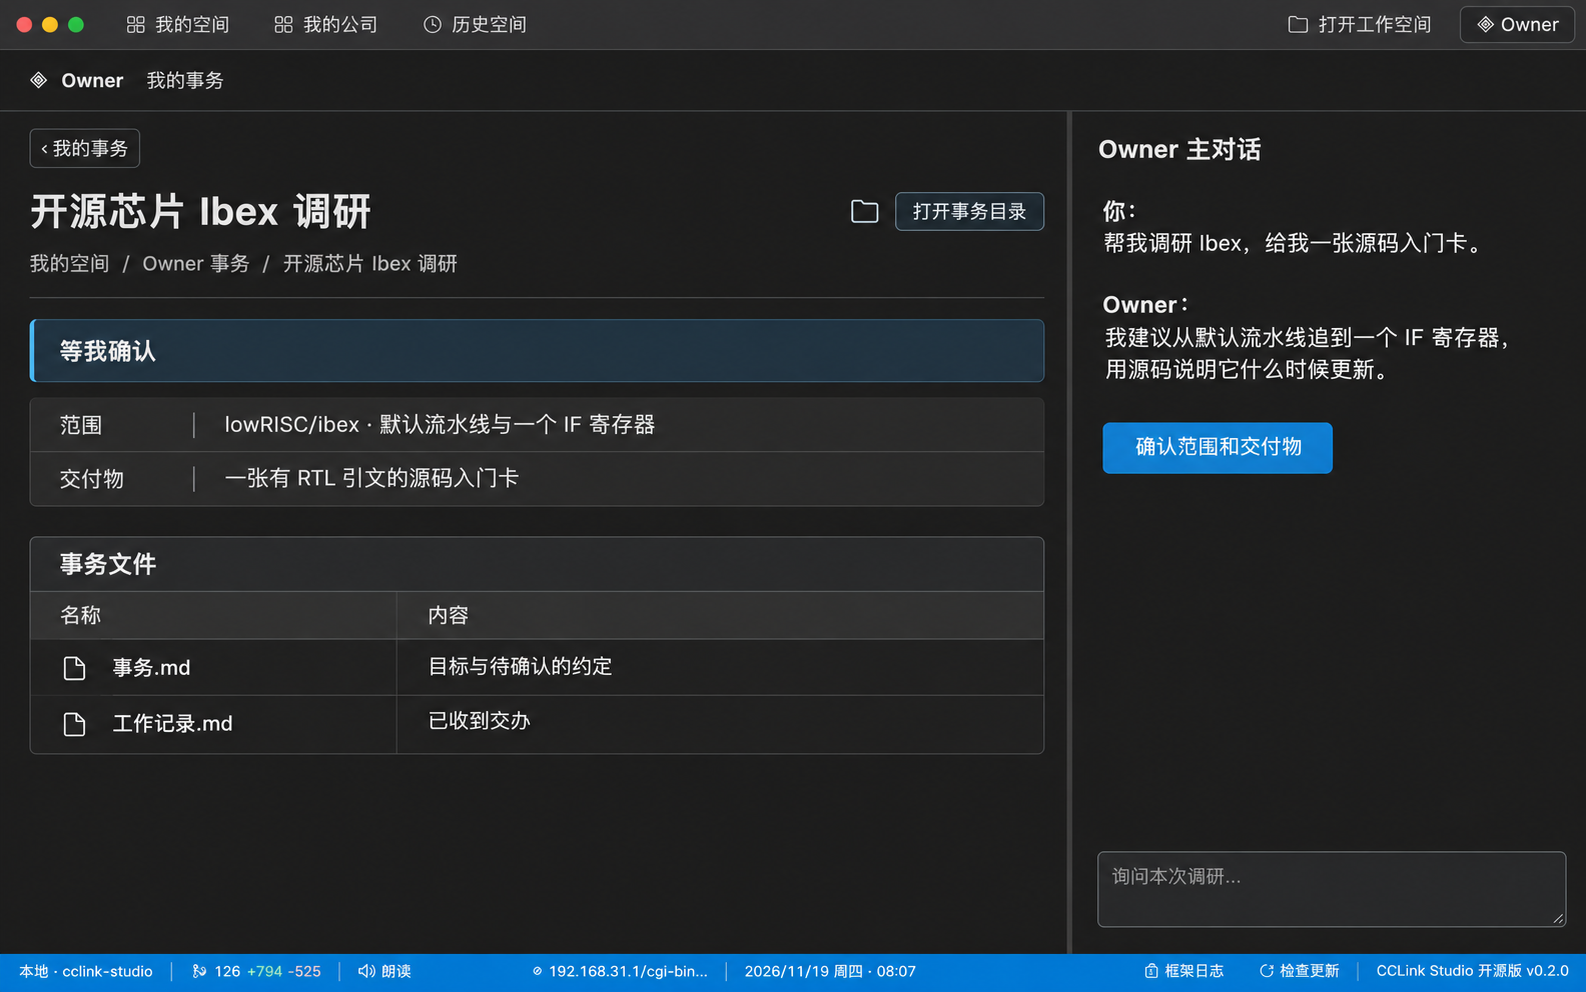 我的空间 我的公司 历史空间 打开工作空间 Owner
Owner 我的事务
‹ 我的事务
开源芯片 Ibex 调研
打开事务目录
我的空间 / Owner 事务 / 开源芯片 Ibex 调研
等我确认
范围 | lowRISC/ibex · 默认流水线与一个 IF 寄存器
交付物 | 一张有 RTL 引文的源码入门卡
事务文件
名称 内容
事务.md 目标与待确认的约定
工作记录.md 已收到交办
Owner 主对话
你：
帮我调研 Ibex，给我一张源码入门卡。
Owner：
我建议从默认流水线追到一个 IF 寄存器，
用源码说明它什么时候更新。
确认范围和交付物
询问本次调研...
本地 · cclink-studio | 126 +794 -525 | 朗读 192.168.31.1/cgi-bin... | 2026/11/19 周四 · 08:07 框架日志 检查更新 | CCLink Studio 开源版 v0.2.0